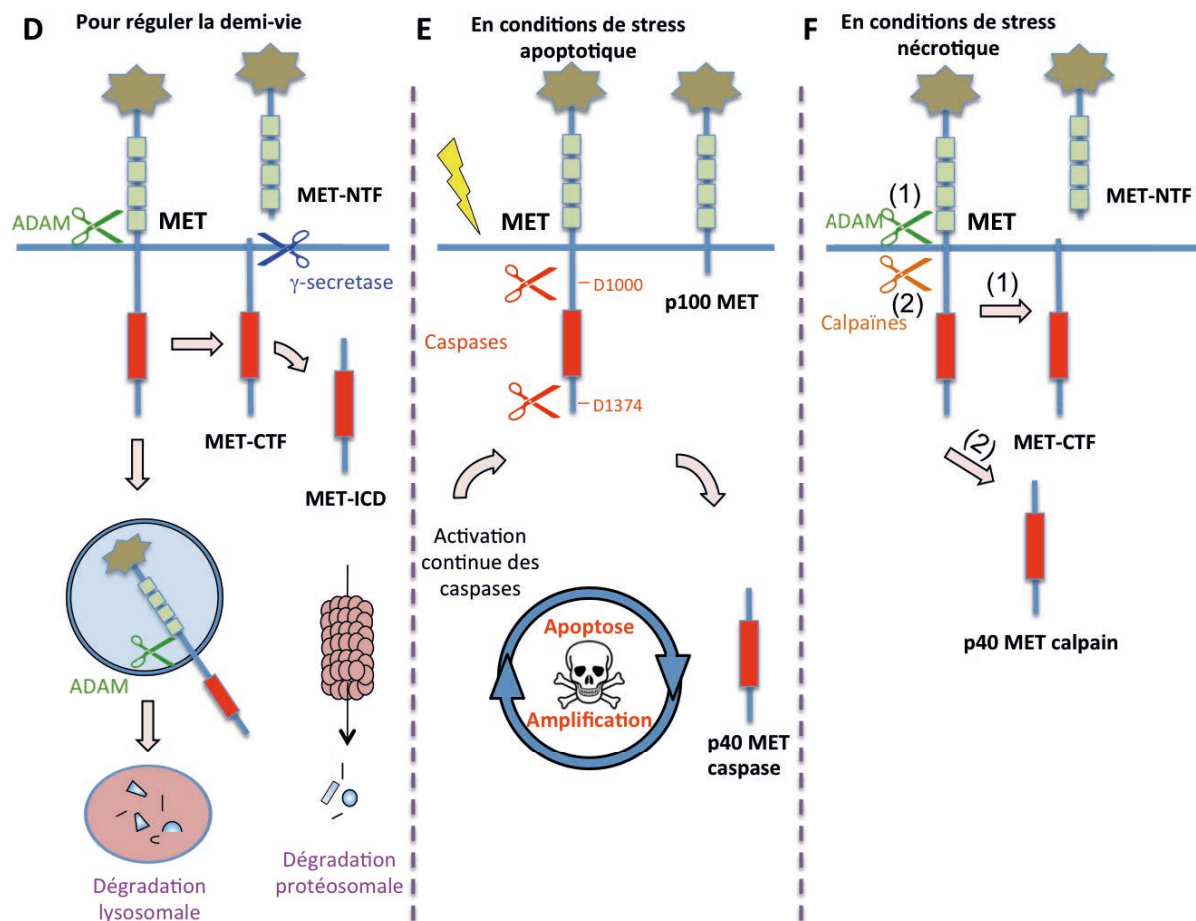 D
Pour réguler la demi-vie
MET-NTF
ADAM
MET
γ-secretase
MET-CTF
MET-ICD
ADAM
Dégradation
lysosomale
Dégradation
protéosomale
E
En conditions de stress
apoptotique
MET
D1000
p100 MET
Caspases
D1374
Activation
continue des
caspases
Apoptose
Amplification
p40 MET
caspase
F
En conditions de stress
nécrotique
(1)
MET-NTF
ADAM
MET
(2)
(1)
Calpaïnes
MET-CTF
(2)
p40 MET calpain